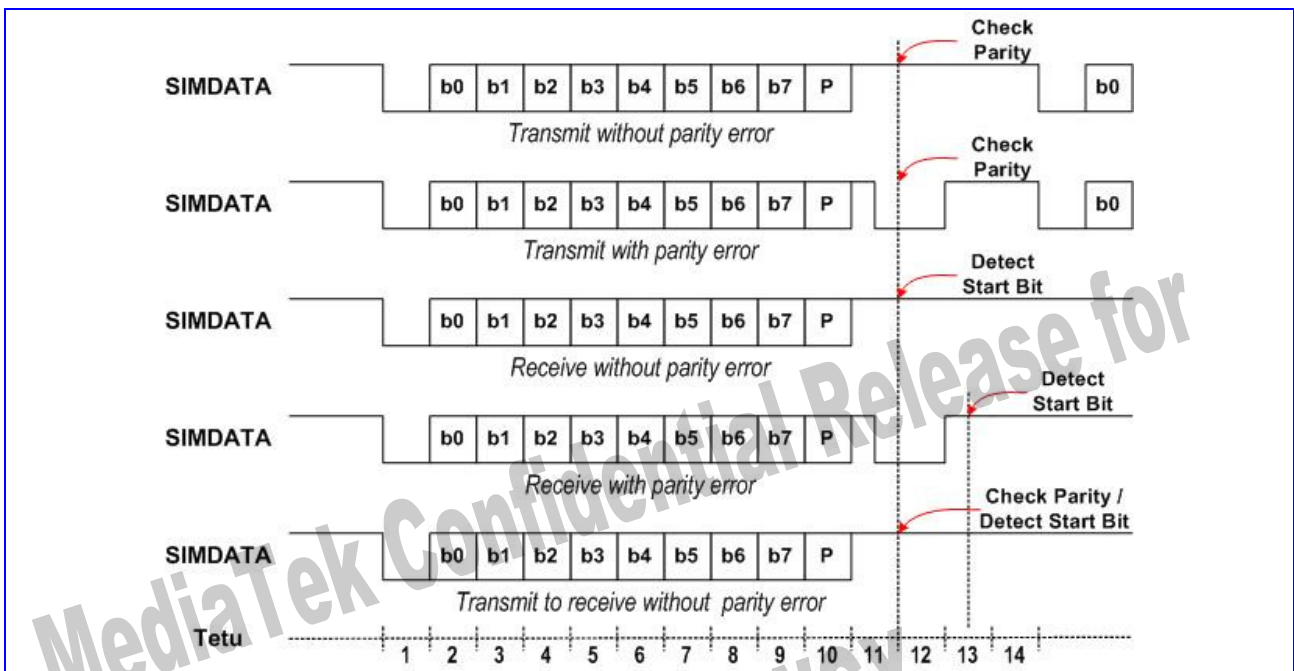 Check
Parity
SIMDATA
b0 b1 b2 b3 b4 b5 b6 b7 P b0
Transmit without parity error
Check
Parity
SIMDATA
b0 b1 b2 b3 b4 b5 b6 b7 P b0
Transmit with parity error
Detect
Start Bit
SIMDATA
b0 b1 b2 b3 b4 b5 b6 b7 P
Receive without parity error
Detect
Start Bit
SIMDATA
b0 b1 b2 b3 b4 b5 b6 b7 P
Receive with parity error
Check Parity /
Detect Start Bit
SIMDATA
b0 b1 b2 b3 b4 b5 b6 b7 P
Transmit to receive without parity error
Tetu
1 2 3 4 5 6 7 8 9 10 11 12 13 14
MediaTek Confidential Release for